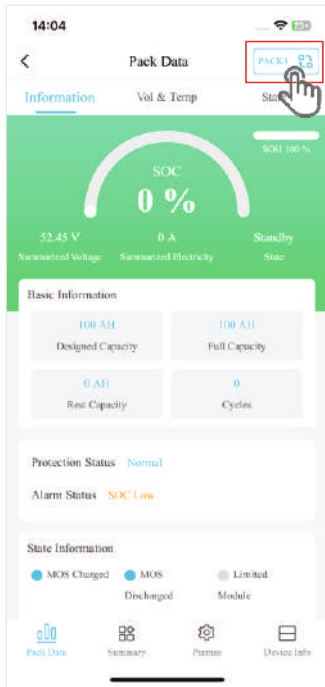 14:04
Pack Data
PACK1
Information Vol & Temp
SOH 100 %
SOC
0 %
52.45 V 0 A Standby
Summarized Voltage Summarized Electricity State
Basic Information
100 AH 100 AH
Designed Capacity Full Capacity
0 AH 0
Rest Capacity Cycles
Protection Status Normal
Alarm Status SOC Low
State Information
MOS Charged MOS Limited
Discharged Module
Pack Data Summary Device Info